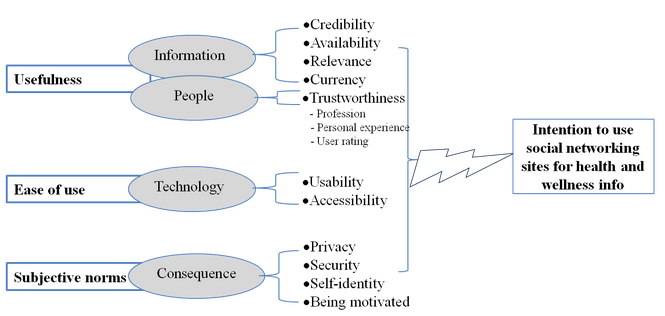 Usefulness
Information
●Credibility
●Availability
●Relevance
●Currency
People
●Trustworthiness
- Profession
- Personal experience
- User rating
Ease of use
Technology
●Usability
●Accessibility
Subjective norms
Consequence
●Privacy
●Security
●Self-identity
●Being motivated
Intention to use
social networking
sites for health and
wellness info